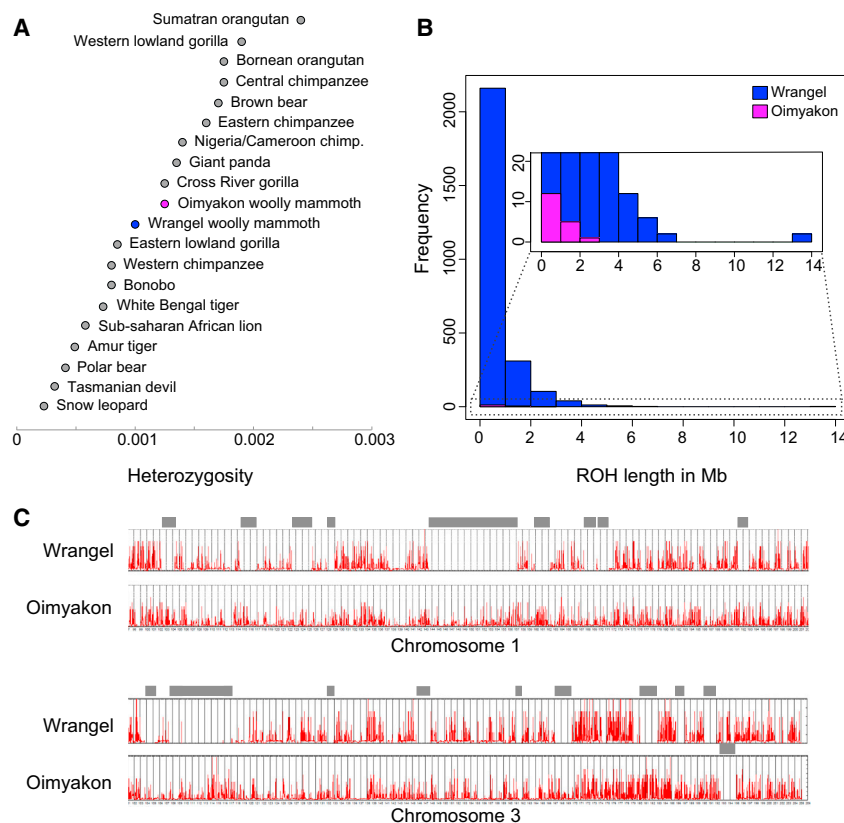 A
Sumatran orangutan
Western lowland gorilla
Bornean orangutan
Central chimpanzee
Brown bear
Eastern chimpanzee
Nigeria/Cameroon chimp.
Giant panda
Cross River gorilla
Oimyakon woolly mammoth
Wrangel woolly mammoth
Eastern lowland gorilla
Western chimpanzee
Bonobo
White Bengal tiger
Sub-saharan African lion
Amur tiger
Polar bear
Tasmanian devil
Snow leopard
0 0.001 0.002 0.003
Heterozygosity
B
Wrangel
Oimyakon
Frequency
2000
1500
1000
500
0
20
10
0
0 2 4 6 8 10 12 14
0 2 4 6 8 10 12 14
ROH length in Mb
C
Wrangel
Oimyakon
Chromosome 1
Wrangel
Oimyakon
Chromosome 3